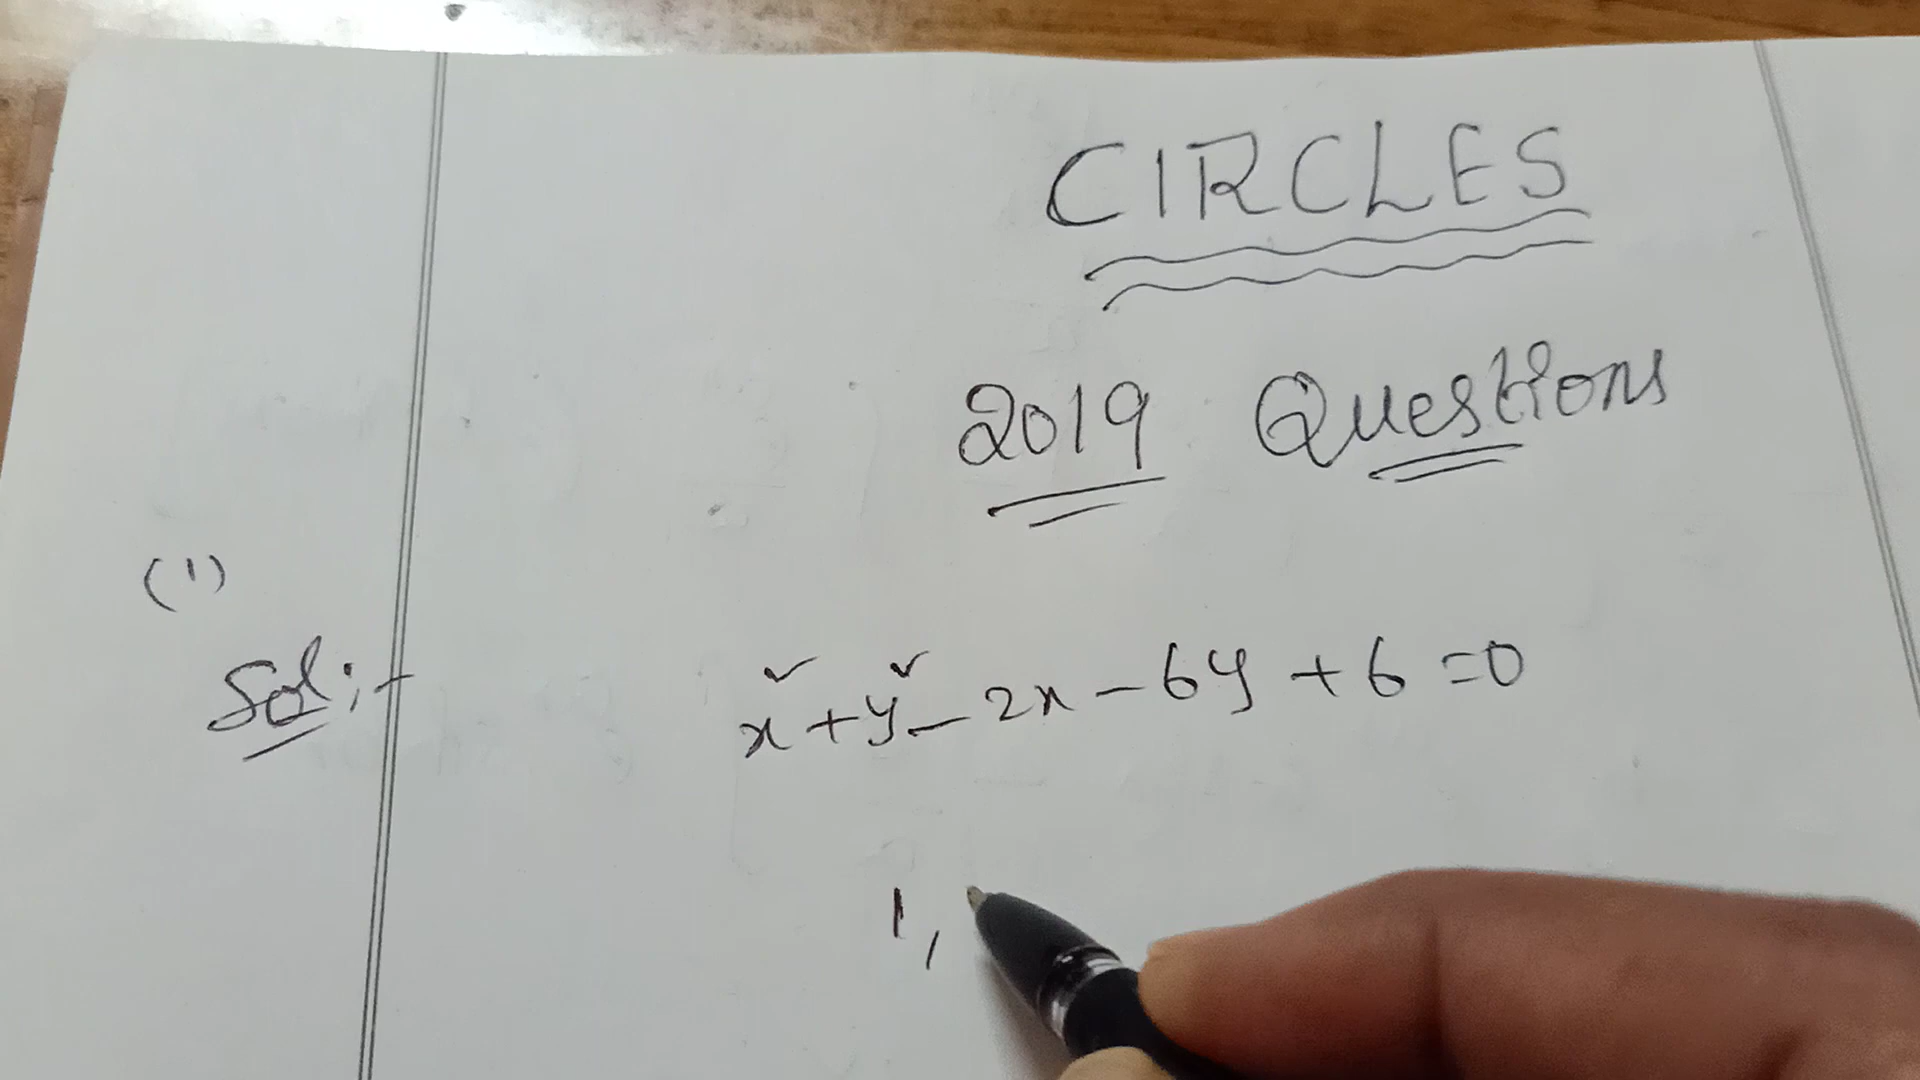 CIRCLES
2019 Questions
(1)
Sol:- x²+y²-2x-6y+6=0
1,